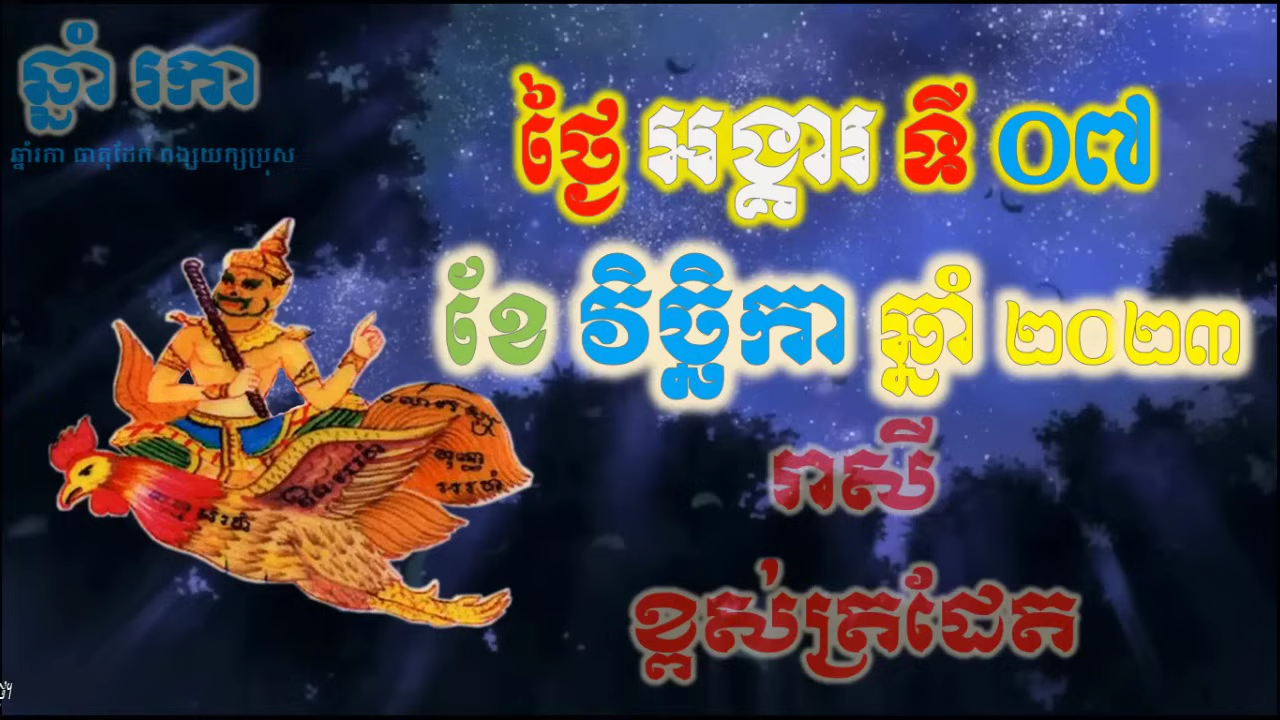 ឆ្នាំ រកា
ឆ្នាំរកា ធាតុដែក ពង្សយក្សប្រុស
ថ្ងៃ អង្គារ ទី ០៧
ខែ វិច្ឆិកា ឆ្នាំ ២០២៣
រាសី
ខ្ពស់ត្រដែត